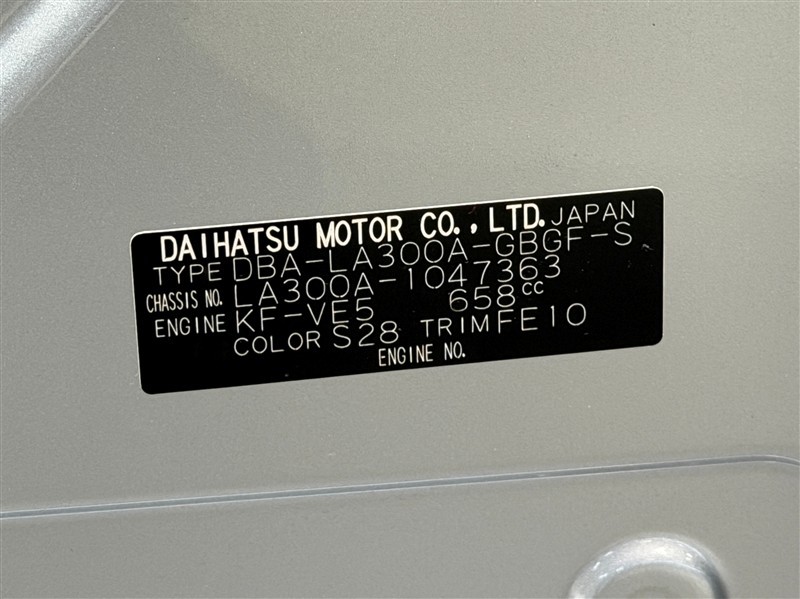 DAIHATSU MOTOR CO., LTD. JAPAN
TYPE DBA-LA300A-GBGF-S
CHASSIS NO. LA300A-1047363
ENGINE KF-VE5 658cc
COLOR S28 TRIM FE10
ENGINE NO.